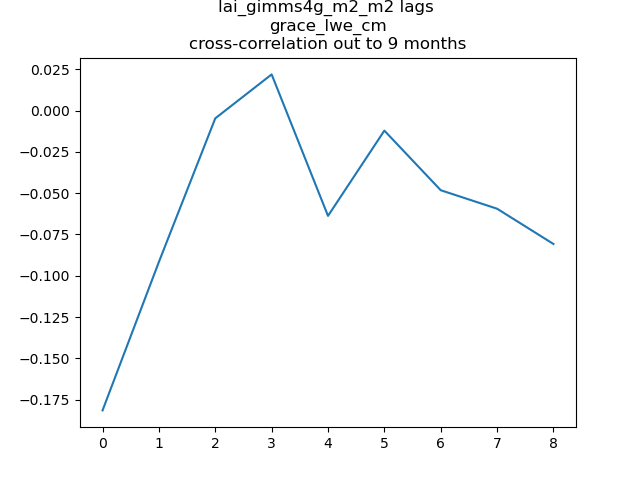 lai_gimms4g_m2_m2 lags
grace_lwe_cm
cross-correlation out to 9 months
0.025
0.000
−0.025
−0.050
−0.075
−0.100
−0.125
−0.150
−0.175
0 1 2 3 4 5 6 7 8